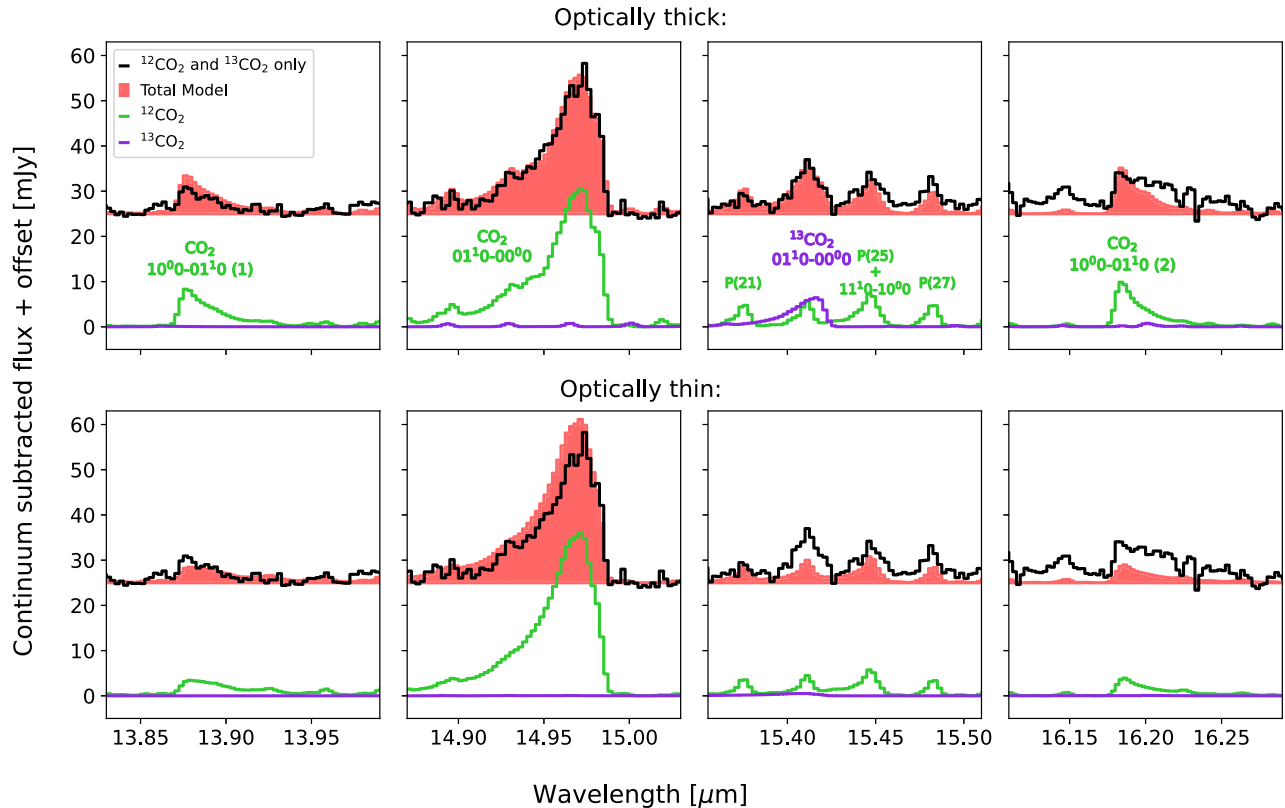 Optically thick:
Continuum subtracted flux + offset [mJy]
60
50
40
30
20
10
0
¹²CO₂ and ¹³CO₂ only
Total Model
¹²CO₂
¹³CO₂
CO₂
10⁰0-01¹0 (1)
CO₂
01¹0-00⁰0
P(21)
¹³CO₂
01¹0-00⁰0
P(25)
+
11¹0-10⁰0
P(27)
CO₂
10⁰0-01¹0 (2)
Optically thin:
60
50
40
30
20
10
0
13.85 13.90 13.95
14.90 14.95 15.00
15.40 15.45 15.50
16.15 16.20 16.25
Wavelength [μm]